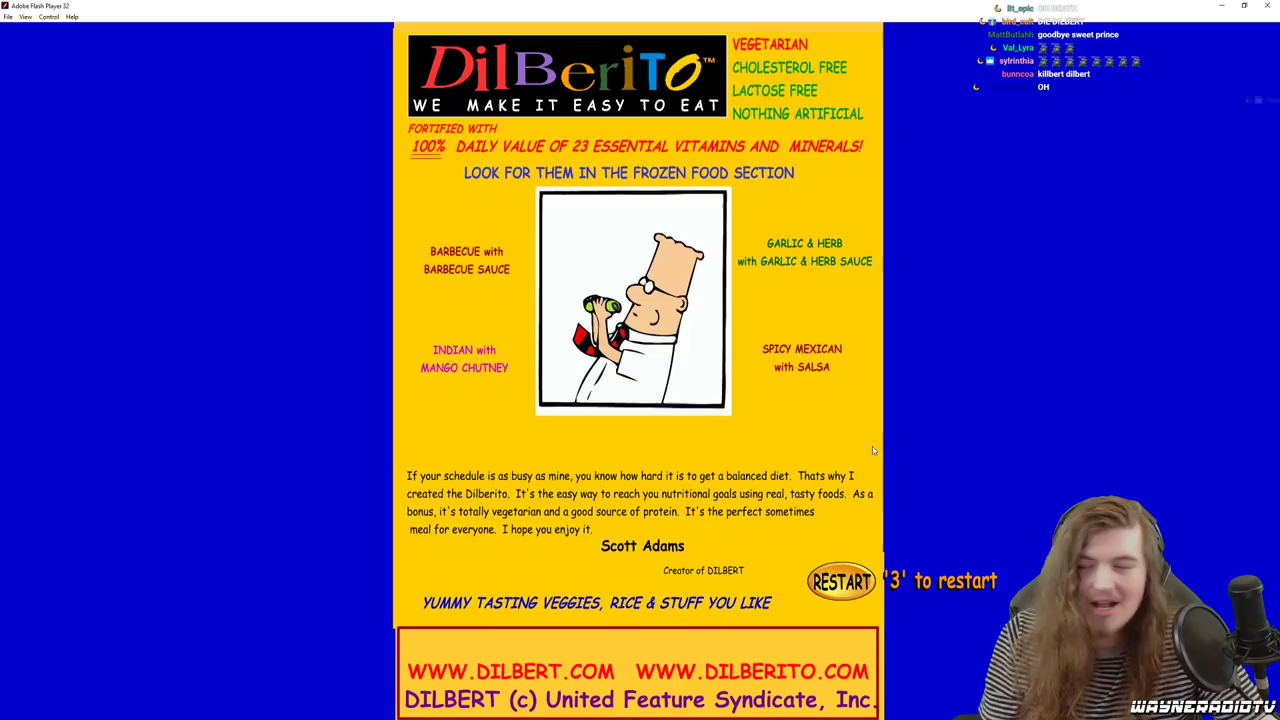 Adobe Flash Player 32
File View Control Help
DilBeriTo™
WE MAKE IT EASY TO EAT
VEGETARIAN
CHOLESTEROL FREE
LACTOSE FREE
NOTHING ARTIFICIAL
FORTIFIED WITH
100% DAILY VALUE OF 23 ESSENTIAL VITAMINS AND MINERALS!
LOOK FOR THEM IN THE FROZEN FOOD SECTION
BARBECUE with
BARBECUE SAUCE
GARLIC & HERB
with GARLIC & HERB SAUCE
INDIAN with
MANGO CHUTNEY
SPICY MEXICAN
with SALSA
If your schedule is as busy as mine, you know how hard it is to get a balanced diet. Thats why I
created the Dilberito. It's the easy way to reach you nutritional goals using real, tasty foods. As a
bonus, it's totally vegetarian and a good source of protein. It's the perfect sometimes
meal for everyone. I hope you enjoy it.
Scott Adams
Creator of DILBERT
RESTART '3' to restart
YUMMY TASTING VEGGIES, RICE & STUFF YOU LIKE
WWW.DILBERT.COM WWW.DILBERITO.COM
DILBERT (c) United Feature Syndicate, Inc.
lit_epic
DIE DILBERT
MattButlahh goodbye sweet prince
Val_Lyra
sylrinthia
bunncoa killbert dilbert
OH
WAYNERADIOTV